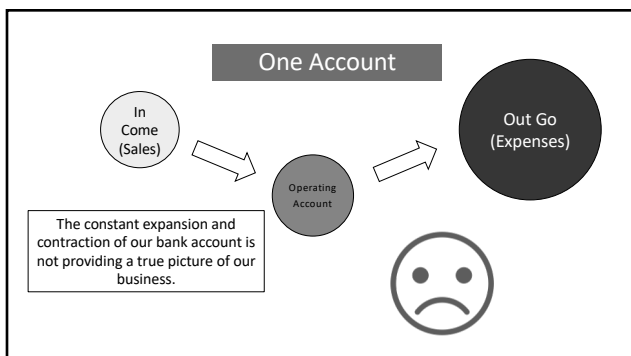 One Account
In
Come
(Sales)
Out Go
(Expenses)
Operating
Account
The constant expansion and
contraction of our bank account is
not providing a true picture of our
business.